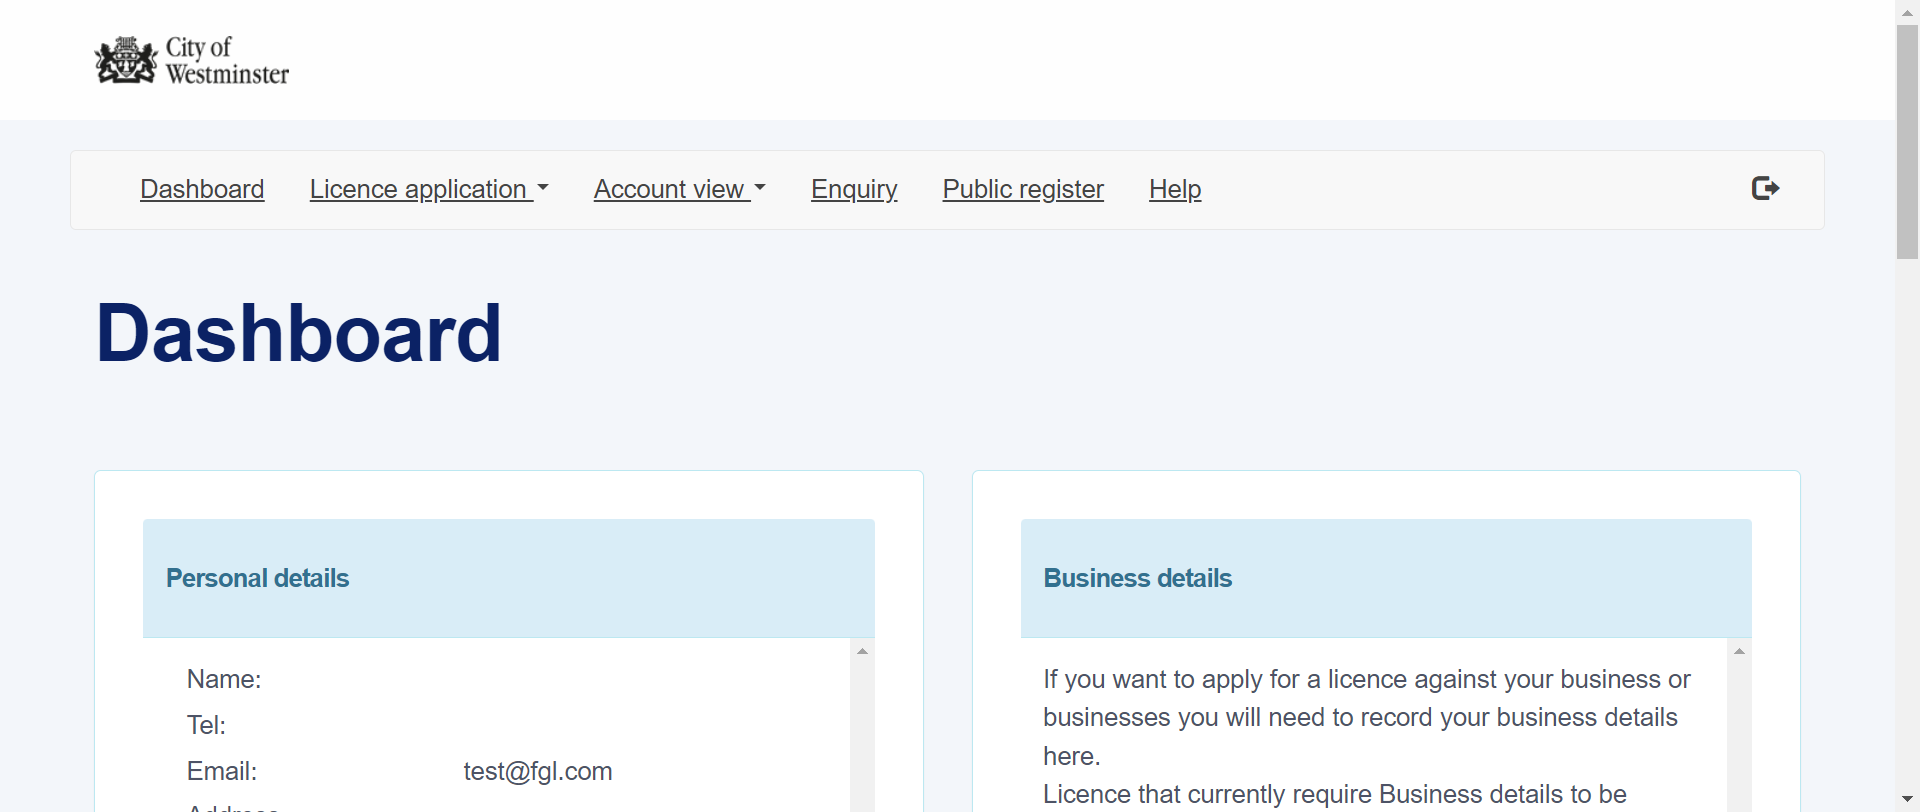 City of
Westminster
Dashboard Licence application Account view Enquiry Public register Help
Dashboard
Personal details
Name:
Tel:
Email: test@fgl.com
Address
Business details
If you want to apply for a licence against your business or
businesses you will need to record your business details
here.
Licence that currently require Business details to be